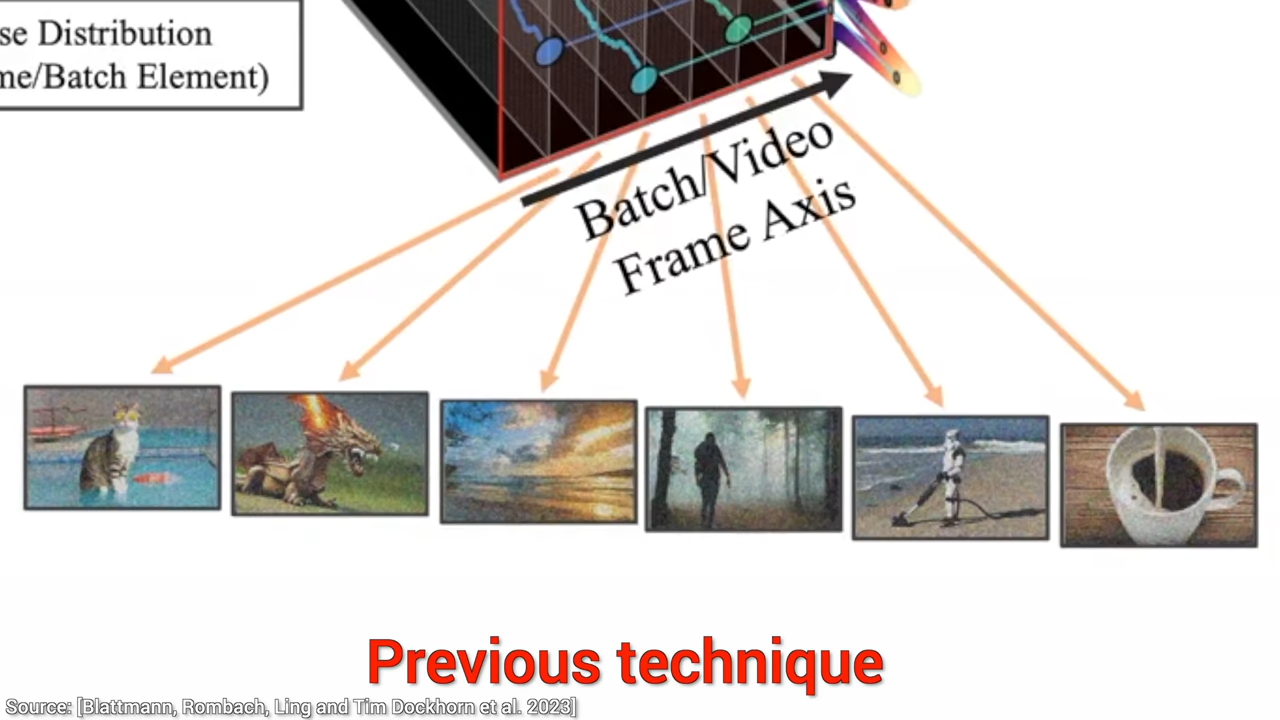 se Distribution
me/Batch Element)
Batch/Video
Frame Axis
Previous technique
Source: [Blattmann, Rombach, Ling and Tim Dockhorn et al. 2023]